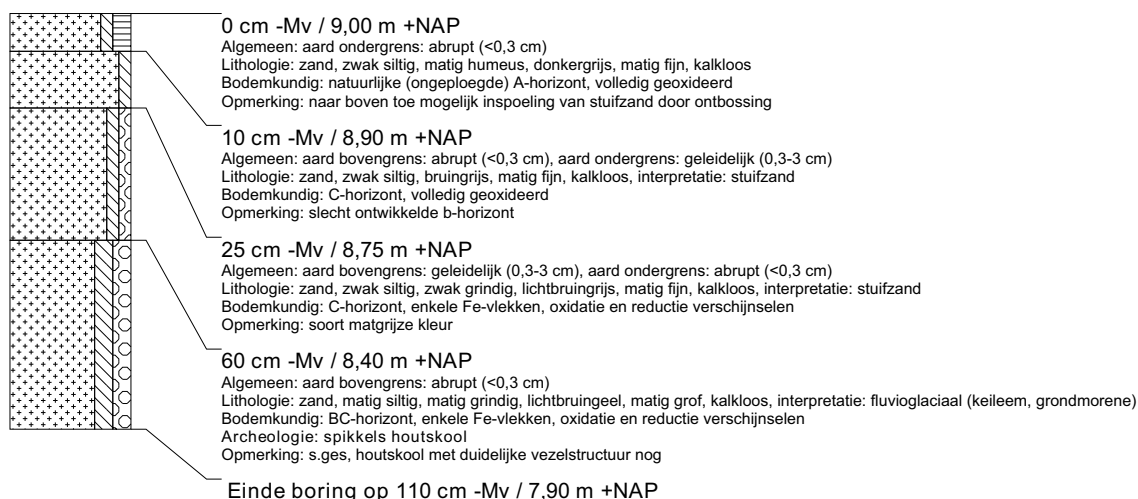 0 cm -Mv / 9,00 m +NAP
Algemeen: aard ondergrens: abrupt (<0,3 cm)
Lithologie: zand, zwak siltig, matig humeus, donkergrijs, matig fijn, kalkloos
Bodemkundig: natuurlijke (ongeploegde) A-horizont, volledig geoxideerd
Opmerking: naar boven toe mogelijk inspoeling van stuifzand door ontbossing
10 cm -Mv / 8,90 m +NAP
Algemeen: aard bovengrens: abrupt (<0,3 cm), aard ondergrens: geleidelijk (0,3-3 cm)
Lithologie: zand, zwak siltig, bruingrijs, matig fijn, kalkloos, interpretatie: stuifzand
Bodemkundig: C-horizont, volledig geoxideerd
Opmerking: slecht ontwikkelde b-horizont
25 cm -Mv / 8,75 m +NAP
Algemeen: aard bovengrens: geleidelijk (0,3-3 cm), aard ondergrens: abrupt (<0,3 cm)
Lithologie: zand, zwak siltig, zwak grindig, lichtbruingrijs, matig fijn, kalkloos, interpretatie: stuifzand
Bodemkundig: C-horizont, enkele Fe-vlekken, oxidatie en reductie verschijnselen
Opmerking: soort matgrijze kleur
60 cm -Mv / 8,40 m +NAP
Algemeen: aard bovengrens: abrupt (<0,3 cm)
Lithologie: zand, matig siltig, matig grindig, lichtbruingeel, matig grof, kalkloos, interpretatie: fluvioglaciaal (keileem, grondmorene)
Bodemkundig: BC-horizont, enkele Fe-vlekken, oxidatie en reductie verschijnselen
Archeologie: spikkels houtskool
Opmerking: s.ges, houtskool met duidelijke vezelstructuur nog
Einde boring op 110 cm -Mv / 7,90 m +NAP